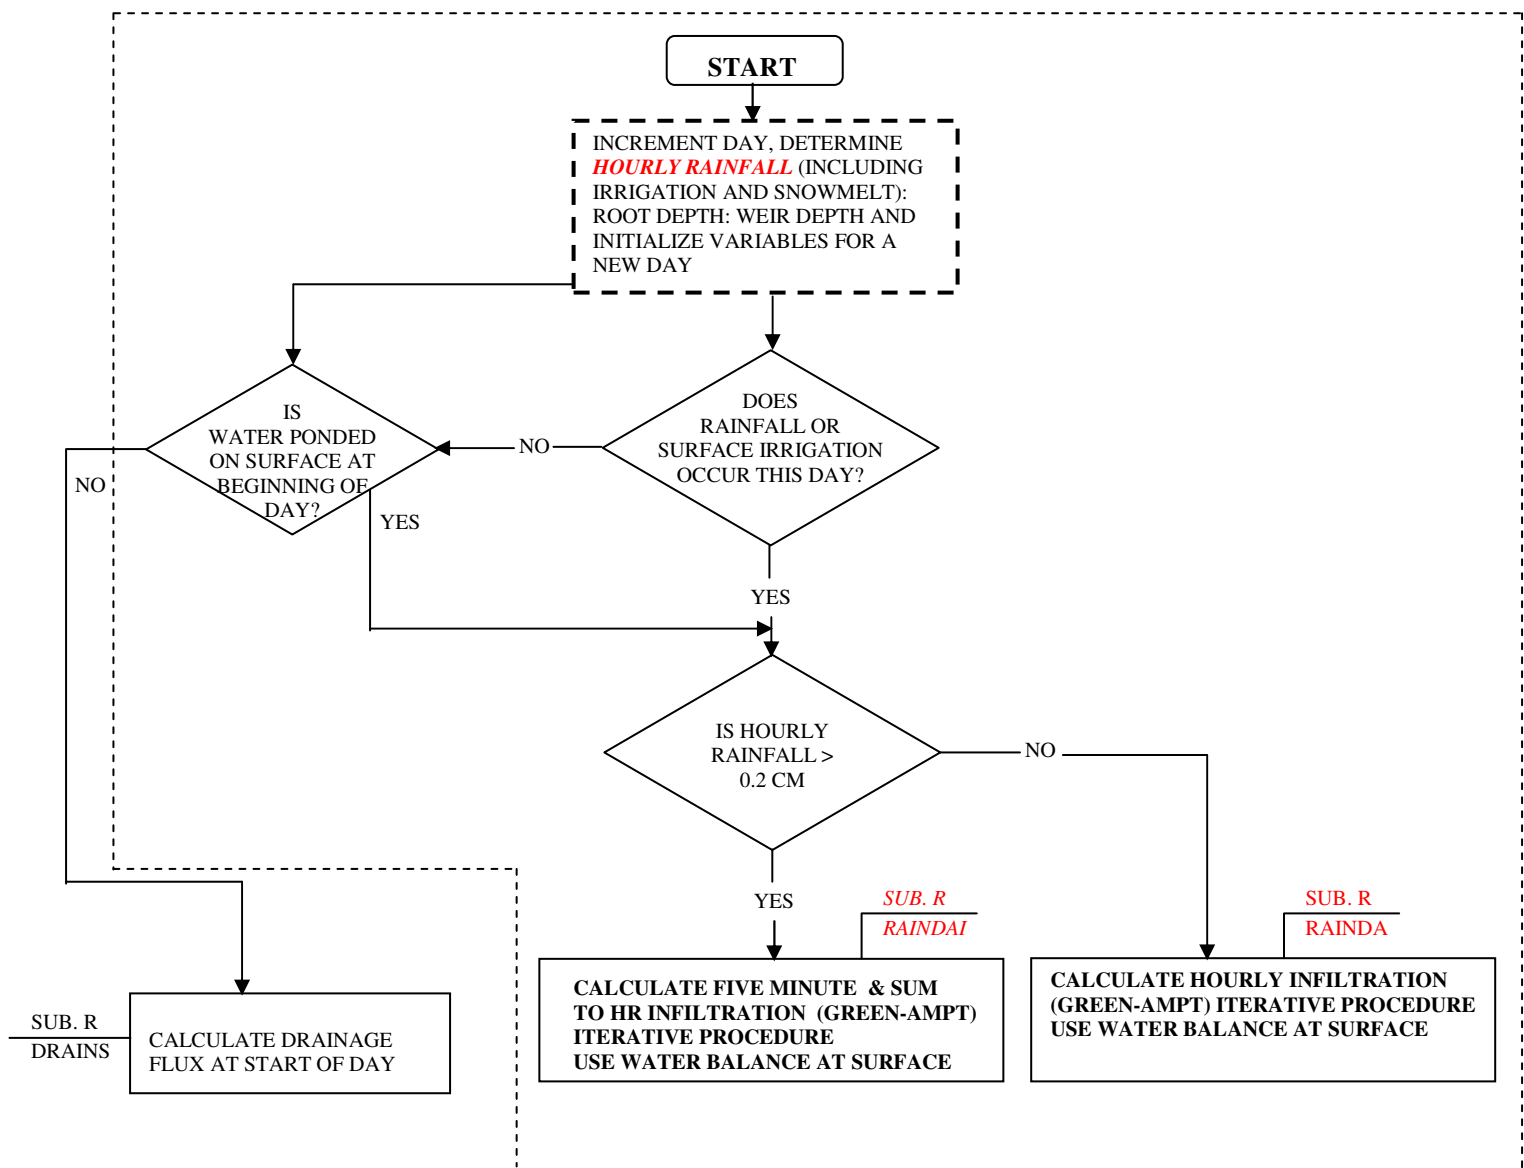 START
INCREMENT DAY, DETERMINE
HOURLY RAINFALL (INCLUDING
IRRIGATION AND SNOWMELT):
ROOT DEPTH: WEIR DEPTH AND
INITIALIZE VARIABLES FOR A
NEW DAY
IS
WATER PONDED
ON SURFACE AT
BEGINNING OF
DAY?
NO
DOES
RAINFALL OR
SURFACE IRRIGATION
OCCUR THIS DAY?
NO
YES
YES
IS HOURLY
RAINFALL >
0.2 CM
NO
YES
SUB. R
RAINDAI
SUB. R
RAINDA
CALCULATE FIVE MINUTE & SUM
TO HR INFILTRATION (GREEN-AMPT)
ITERATIVE PROCEDURE
USE WATER BALANCE AT SURFACE
CALCULATE HOURLY INFILTRATION
(GREEN-AMPT) ITERATIVE PROCEDURE
USE WATER BALANCE AT SURFACE
SUB. R
DRAINS
CALCULATE DRAINAGE
FLUX AT START OF DAY